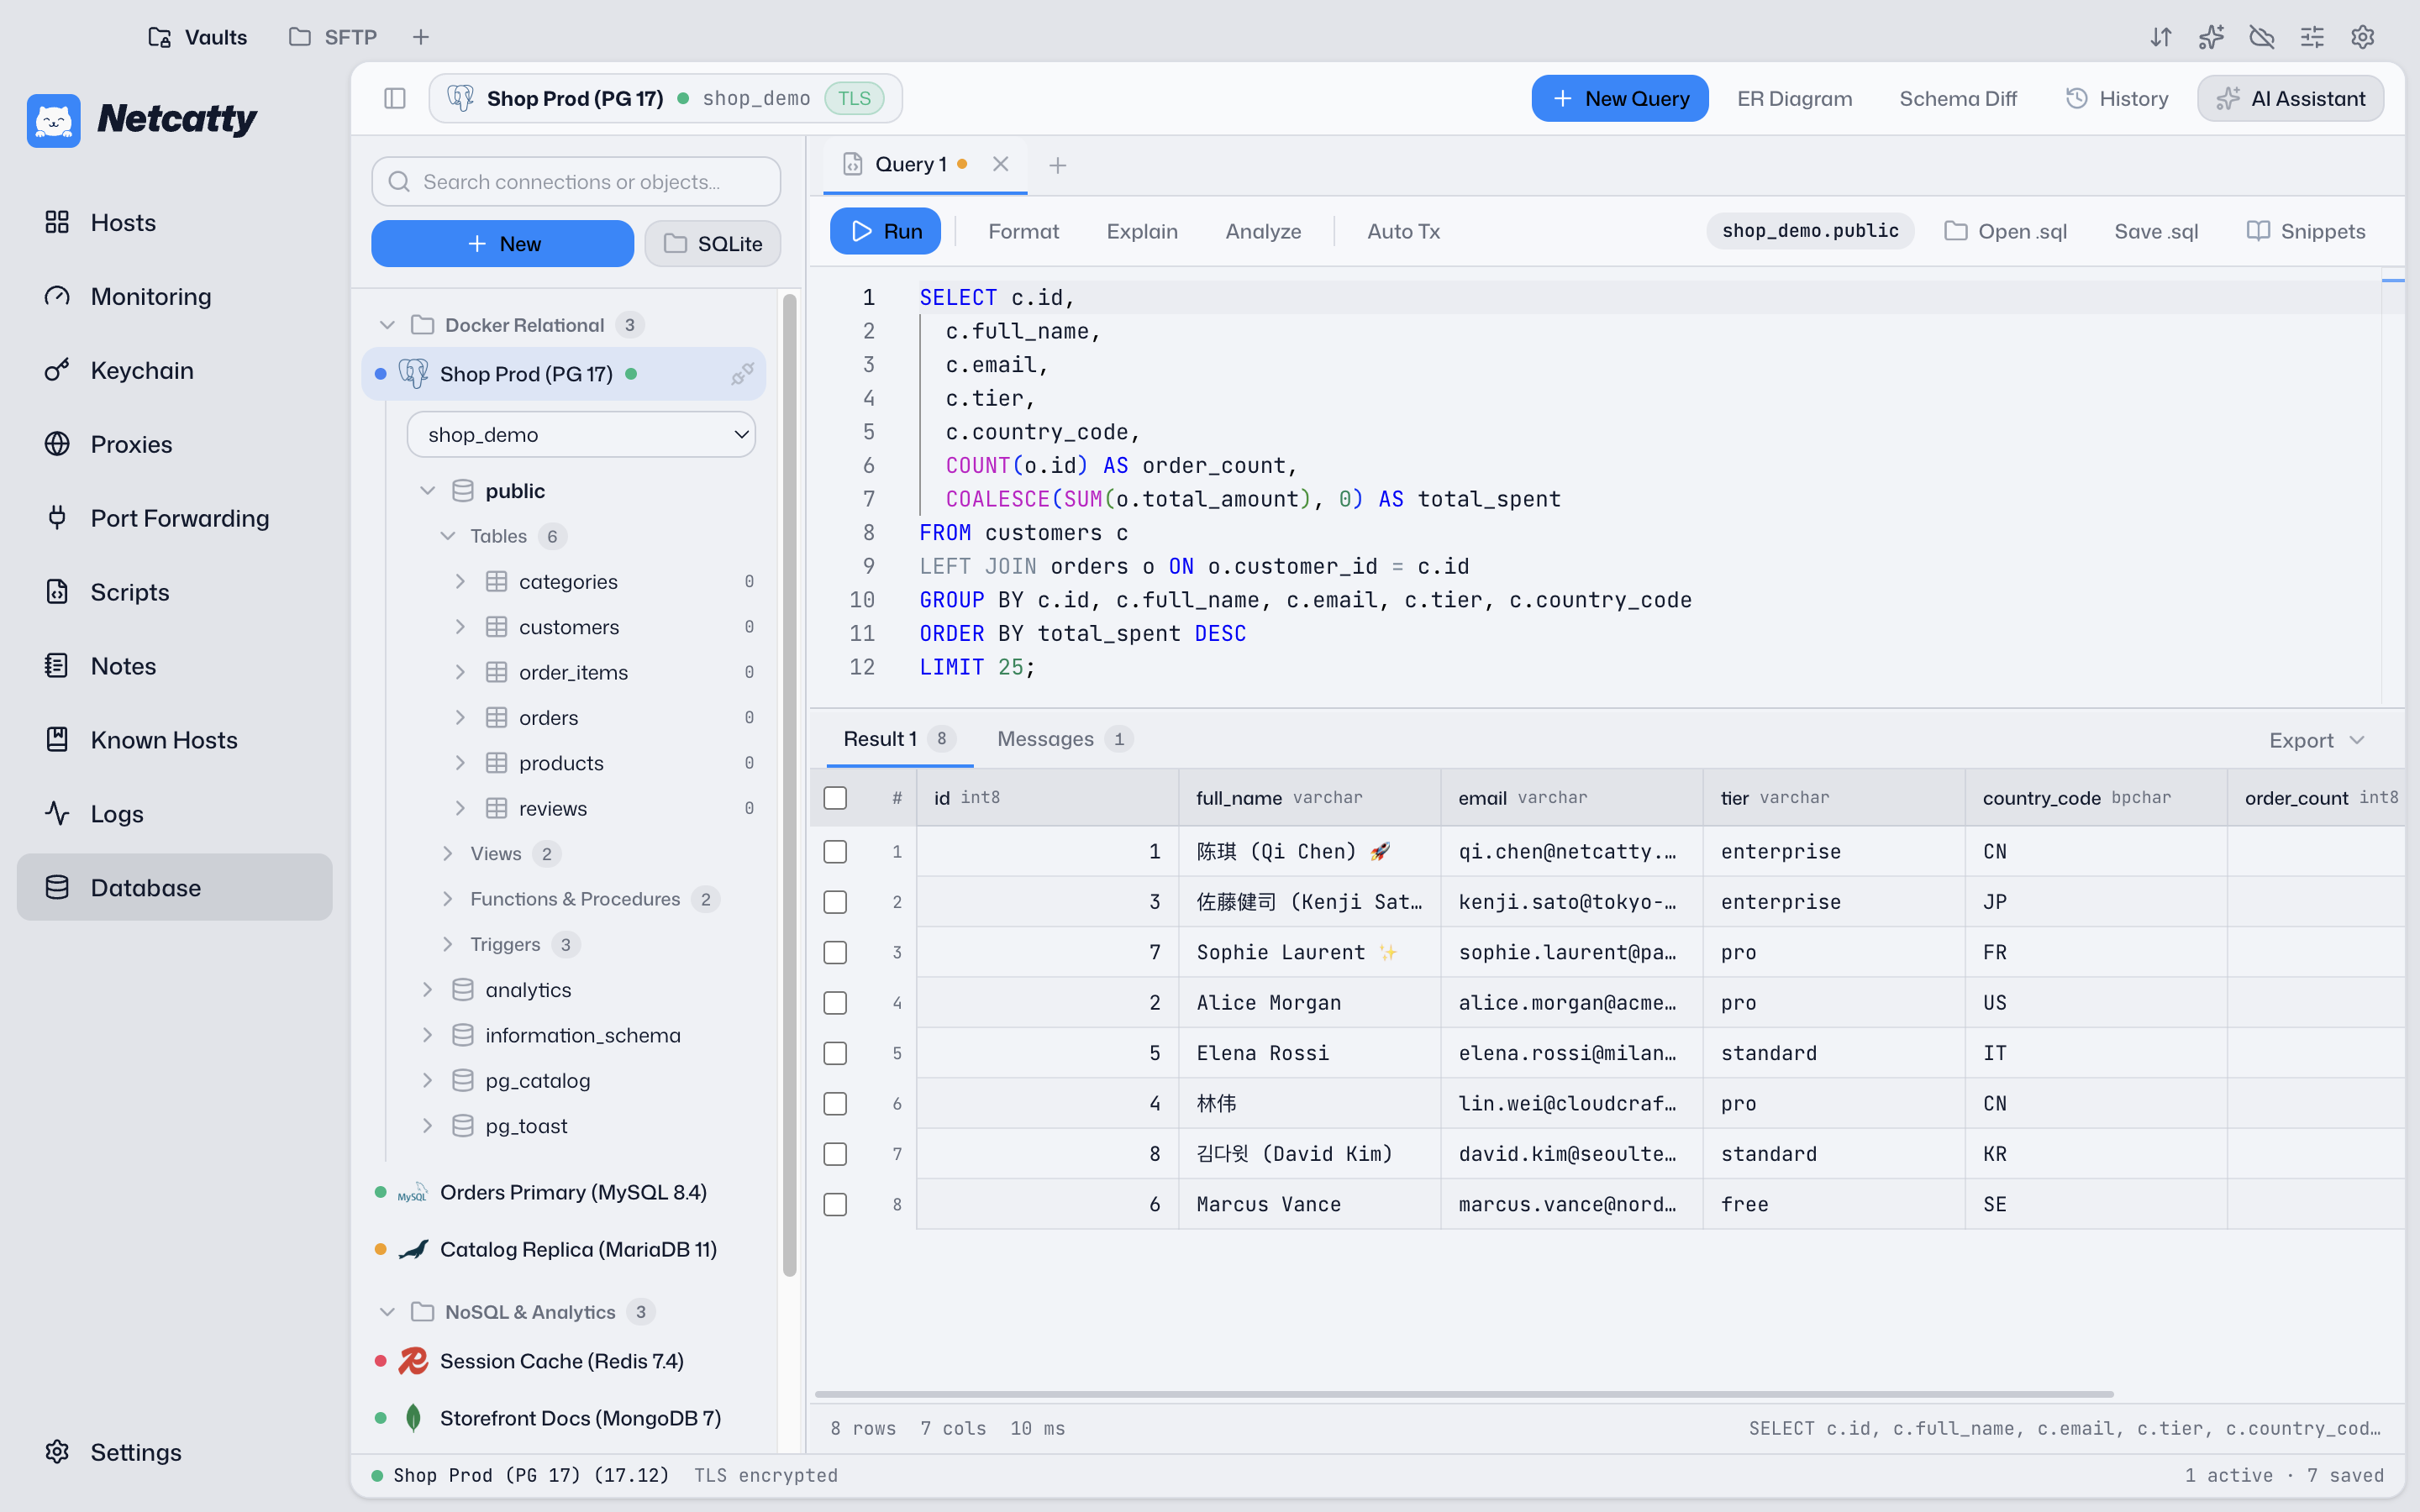 Vaults
SFTP
Netcatty
Hosts
Monitoring
Keychain
Proxies
Port Forwarding
Scripts
Notes
Known Hosts
Logs
Database
Settings
Shop Prod (PG 17) shop_demo TLS
New Query
ER Diagram
Schema Diff
History
AI Assistant
Search connections or objects...
New
SQLite
Docker Relational 3
Shop Prod (PG 17)
shop_demo
public
Tables 6
categories 0
customers 0
order_items 0
orders 0
products 0
reviews 0
Views 2
Functions & Procedures 2
Triggers 3
analytics
information_schema
pg_catalog
pg_toast
MySQL Orders Primary (MySQL 8.4)
Catalog Replica (MariaDB 11)
NoSQL & Analytics 3
Session Cache (Redis 7.4)
Storefront Docs (MongoDB 7)
Query 1
Run
Format
Explain
Analyze
Auto Tx
shop_demo.public
Open .sql
Save .sql
Snippets
1 SELECT c.id,
2 c.full_name,
3 c.email,
4 c.tier,
5 c.country_code,
6 COUNT(o.id) AS order_count,
7 COALESCE(SUM(o.total_amount), 0) AS total_spent
8 FROM customers c
9 LEFT JOIN orders o ON o.customer_id = c.id
10 GROUP BY c.id, c.full_name, c.email, c.tier, c.country_code
11 ORDER BY total_spent DESC
12 LIMIT 25;
Result 1 8
Messages 1
Export
# id int8 full_name varchar email varchar tier varchar country_code bpchar order_count int8
1 1 陈琪 (Qi Chen) 🚀 qi.chen@netcatty.… enterprise CN
2 3 佐藤健司 (Kenji Sat… kenji.sato@tokyo-… enterprise JP
3 7 Sophie Laurent ✨ sophie.laurent@pa… pro FR
4 2 Alice Morgan alice.morgan@acme… pro US
5 5 Elena Rossi elena.rossi@milan… standard IT
6 4 林伟 lin.wei@cloudcraf… pro CN
7 8 김다윗 (David Kim) david.kim@seoulte… standard KR
8 6 Marcus Vance marcus.vance@nord… free SE
8 rows 7 cols 10 ms
SELECT c.id, c.full_name, c.email, c.tier, c.country_cod…
Shop Prod (PG 17) (17.12) TLS encrypted
1 active · 7 saved